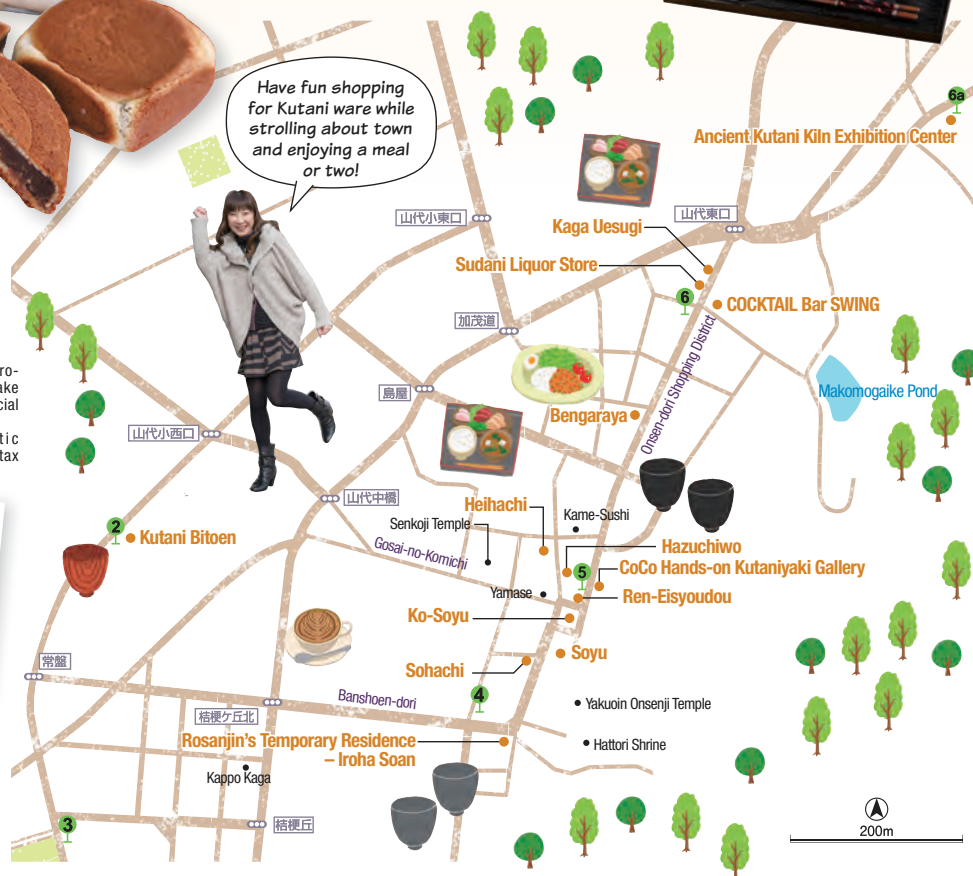 Have fun shopping
for Kutani ware while
strolling about town
and enjoying a meal
or two!
6a
Ancient Kutani Kiln Exhibition Center
山代小東口
山代東口
Kaga Uesugi
Sudani Liquor Store
6
COCKTAIL Bar SWING
加茂道
Onsen-dori Shopping District
ro-
ake
cial
島屋
Makomogaike Pond
Bengaraya
山代小西口
tic
tax
山代中橋
Heihachi
Kame-Sushi
Senkoji Temple
2
Kutani Bitoen
Gosai-no-Komichi
Hazuchiwo
5
CoCo Hands-on Kutaniyaki Gallery
Yamase
Ren-Eisyoudou
Ko-Soyu
Soyu
常盤
Sohachi
4
Banshoen-dori
Yakuoin Onsenji Temple
桔梗ケ丘北
Rosanjin's Temporary Residence
– Iroha Soan
Hattori Shrine
Kappo Kaga
3
桔梗丘
200m